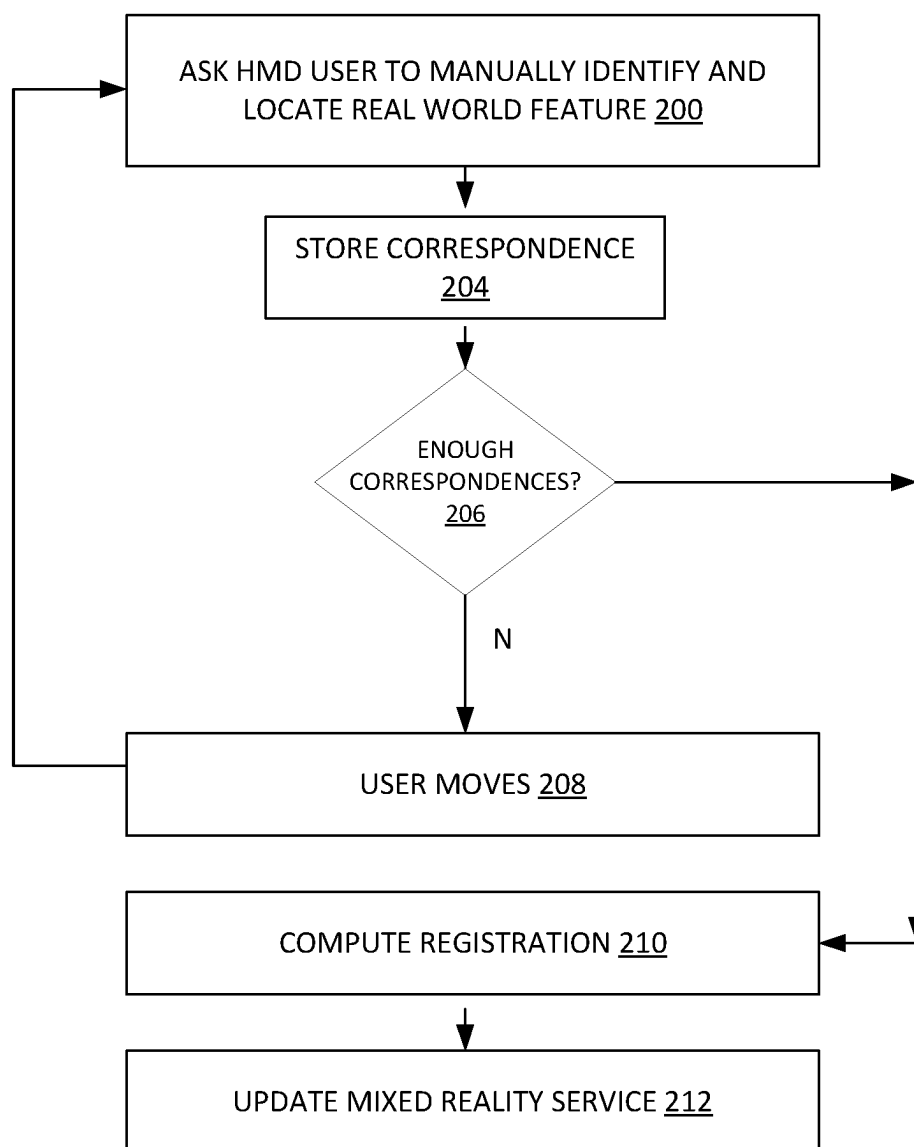 ASK HMD USER TO MANUALLY IDENTIFY AND
LOCATE REAL WORLD FEATURE 200
STORE CORRESPONDENCE
204
ENOUGH
CORRESPONDENCES?
206
N
USER MOVES 208
COMPUTE REGISTRATION 210
UPDATE MIXED REALITY SERVICE 212